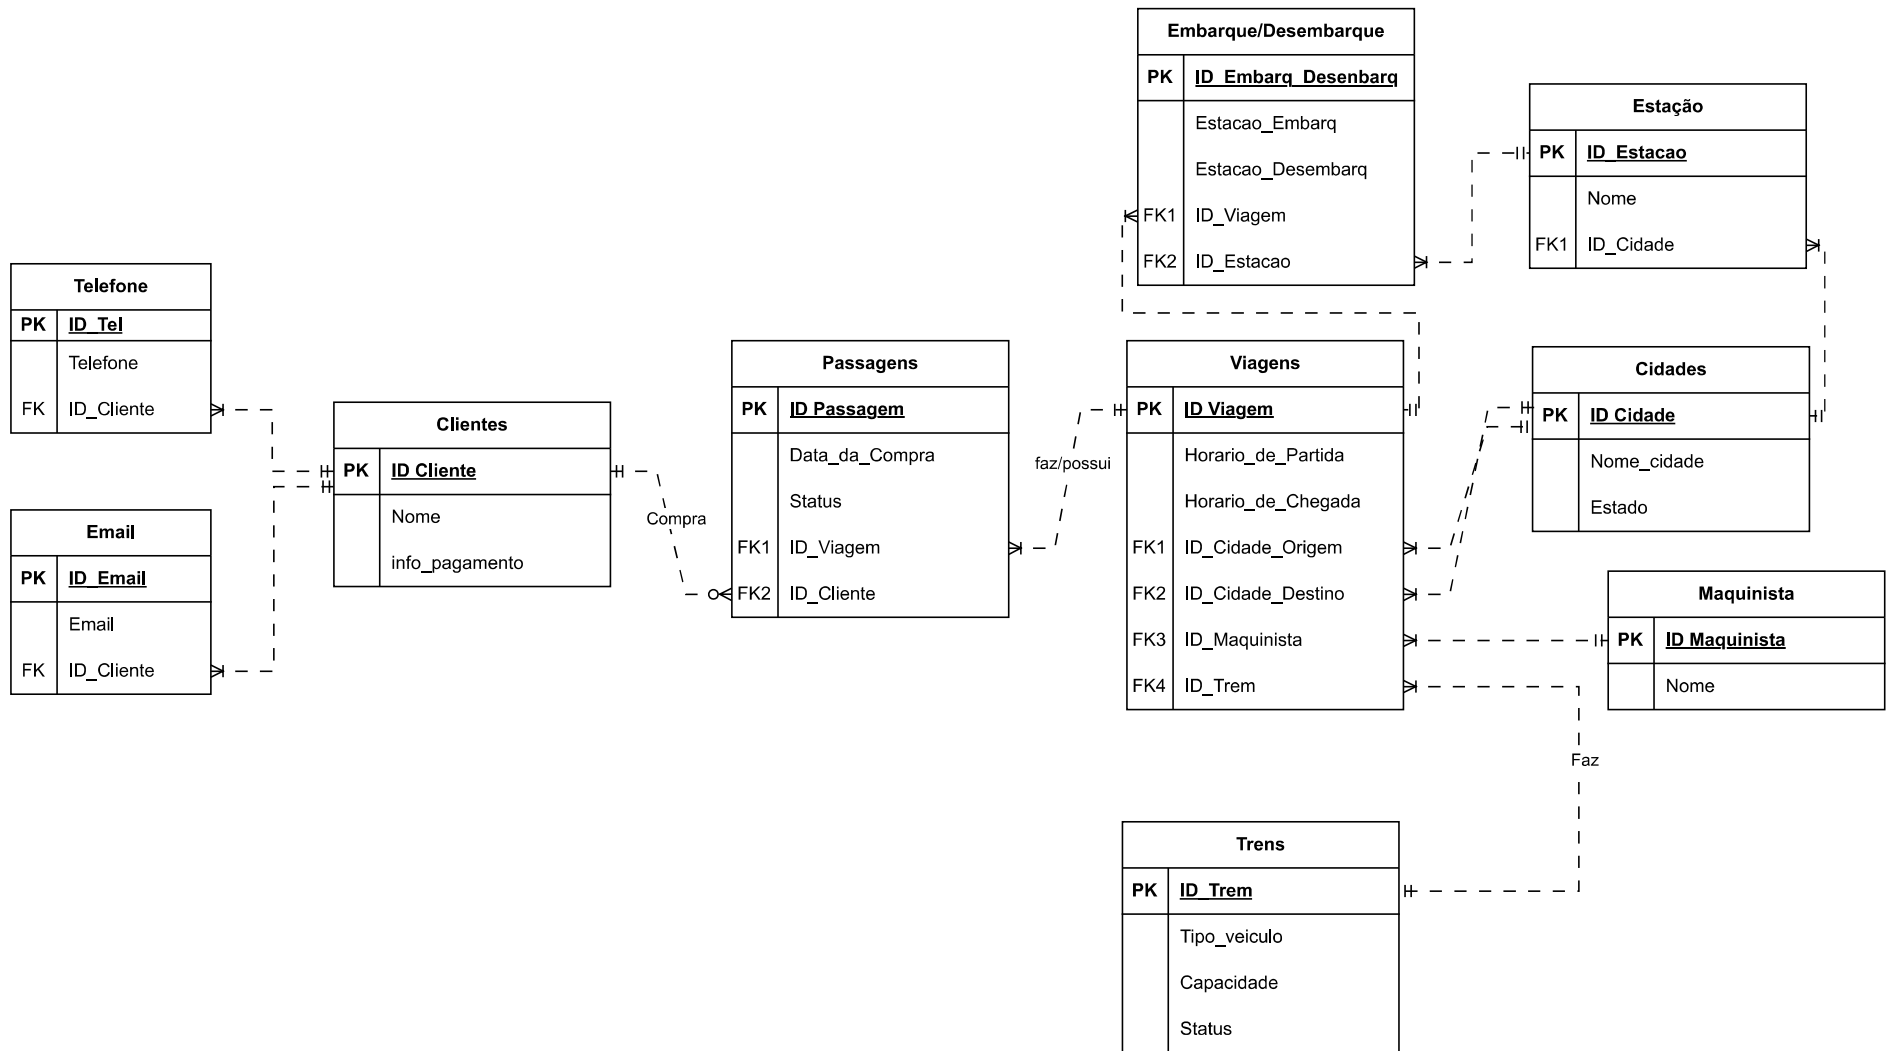 Embarque/Desembarque
PK ID_Embarq_Desenbarq
Estacao_Embarq
Estacao_Desembarq
FK1 ID_Viagem
FK2 ID_Estacao
Estação
PK ID_Estacao
Nome
FK1 ID_Cidade
Telefone
PK ID_Tel
Telefone
FK ID_Cliente
Email
PK ID_Email
Email
FK ID_Cliente
Clientes
PK ID Cliente
Nome
info_pagamento
Compra
Passagens
PK ID Passagem
Data_da_Compra
Status
FK1 ID_Viagem
FK2 ID_Cliente
faz/possui
Viagens
PK ID Viagem
Horario_de_Partida
Horario_de_Chegada
FK1 ID_Cidade_Origem
FK2 ID_Cidade_Destino
FK3 ID_Maquinista
FK4 ID_Trem
Cidades
PK ID Cidade
Nome_cidade
Estado
Maquinista
PK ID Maquinista
Nome
Faz
Trens
PK ID_Trem
Tipo_veiculo
Capacidade
Status